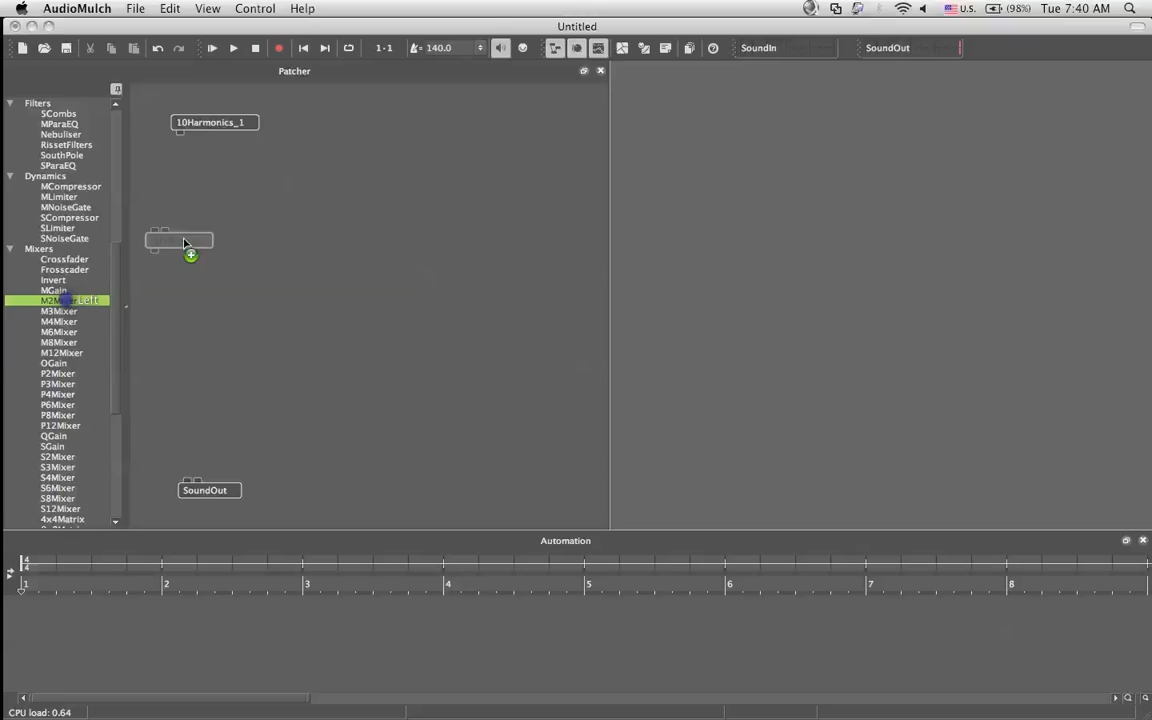 AudioMulch File Edit View Control Help
U.S. (98%) Tue 7:40 AM
Untitled
1-1 140.0 SoundIn SoundOut
Patcher
Filters
SCombs
MParaEQ
Nebuliser
RissetFilters
SouthPole
SParaEQ
Dynamics
MCompressor
MLimiter
MNoiseGate
SCompressor
SLimiter
SNoiseGate
Mixers
Crossfader
Frosscader
Invert
MGain
Left
M3Mixer
M4Mixer
M6Mixer
M8Mixer
M12Mixer
OGain
P2Mixer
P3Mixer
P4Mixer
P6Mixer
P8Mixer
P12Mixer
QGain
SGain
S2Mixer
S3Mixer
S4Mixer
S6Mixer
S8Mixer
S12Mixer
4x4Matrix
10Harmonics_1
SoundOut
Automation
4
4
1 2 3 4 5 6 7 8
CPU load: 0.64